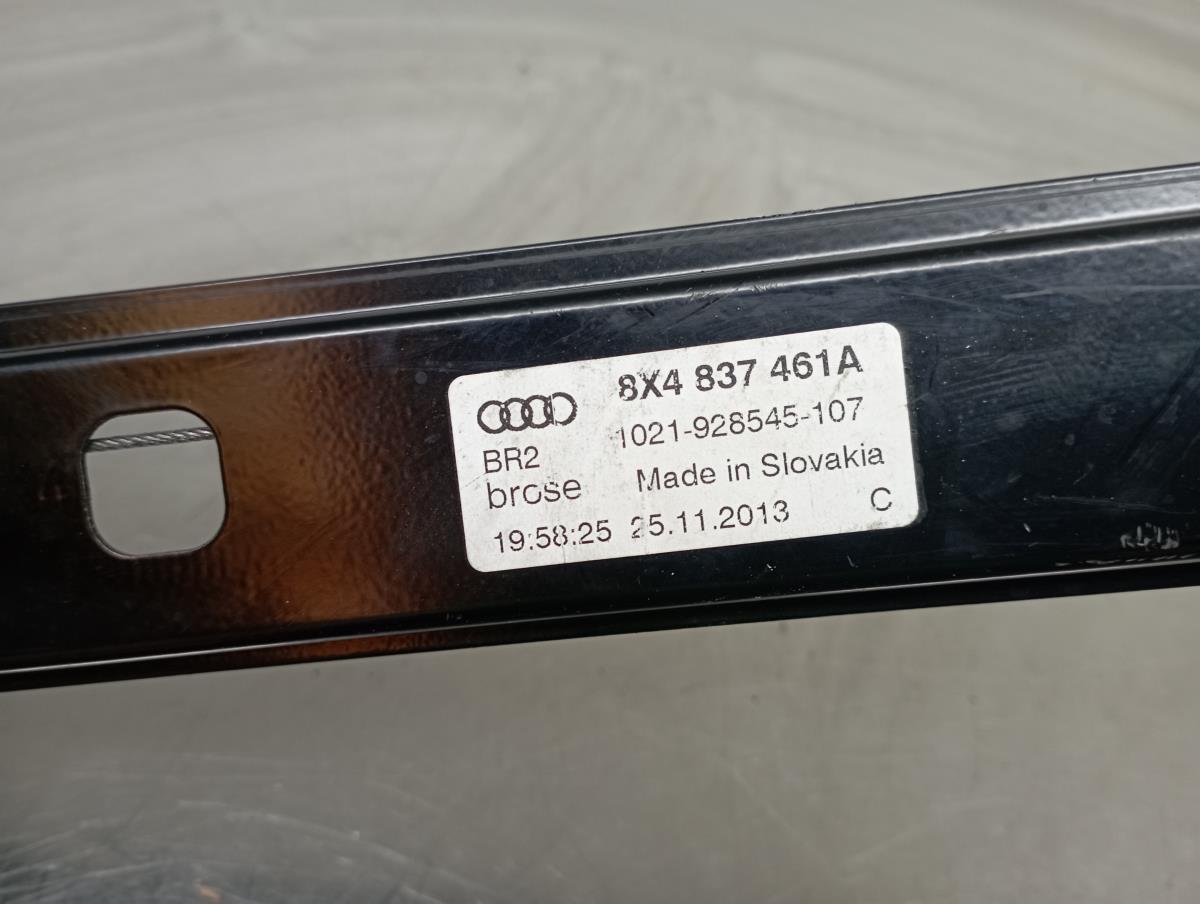 8X4 837 461A
1021-928545-107
BR2
brose Made in Slovakia
19:58:25 25.11.2013 C